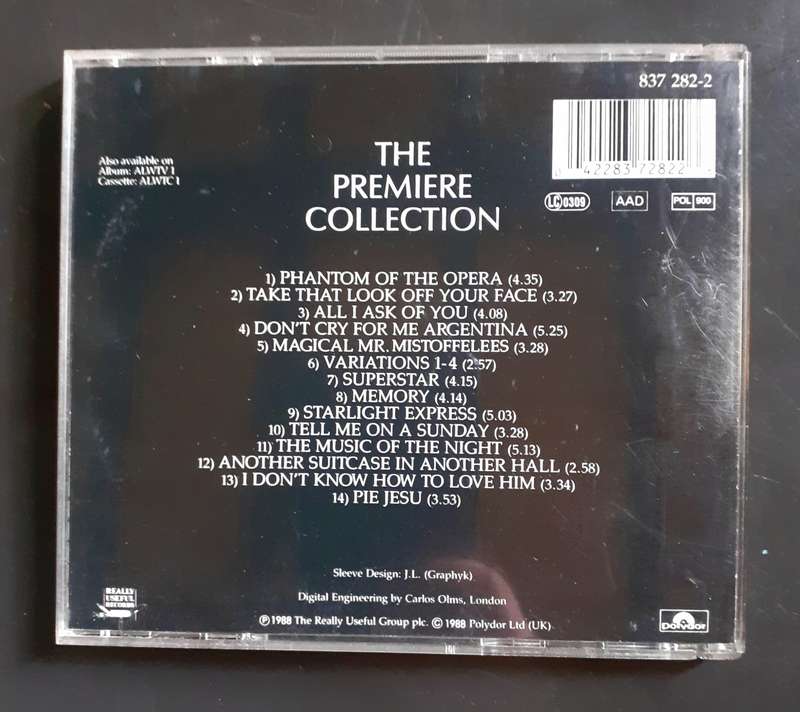 837 282-2
Also available on
Album: ALWTV 1
Cassette: ALWTC 1
THE
PREMIERE
COLLECTION
0 42283 72822
LC 0309
AAD
POL 900
1) PHANTOM OF THE OPERA (4.35)
2) TAKE THAT LOOK OFF YOUR FACE (3.27)
3) ALL I ASK OF YOU (4.08)
4) DON'T CRY FOR ME ARGENTINA (5.25)
5) MAGICAL MR. MISTOFFELEES (3.28)
6) VARIATIONS 1-4 (2:57)
7) SUPERSTAR (4.15)
8) MEMORY (4.14)
9) STARLIGHT EXPRESS (5.03)
10) TELL ME ON A SUNDAY (3.28)
11) THE MUSIC OF THE NIGHT (5.13)
12) ANOTHER SUITCASE IN ANOTHER HALL (2.58)
13) I DON'T KNOW HOW TO LOVE HIM (3.34)
14) PIE JESU (3.53)
Sleeve Design: J.L. (Graphyk)
Digital Engineering by Carlos Olms, London
℗ 1988 The Really Useful Group plc. © 1988 Polydor Ltd (UK)
REALLY
USEFUL
RECORDS
Polydor